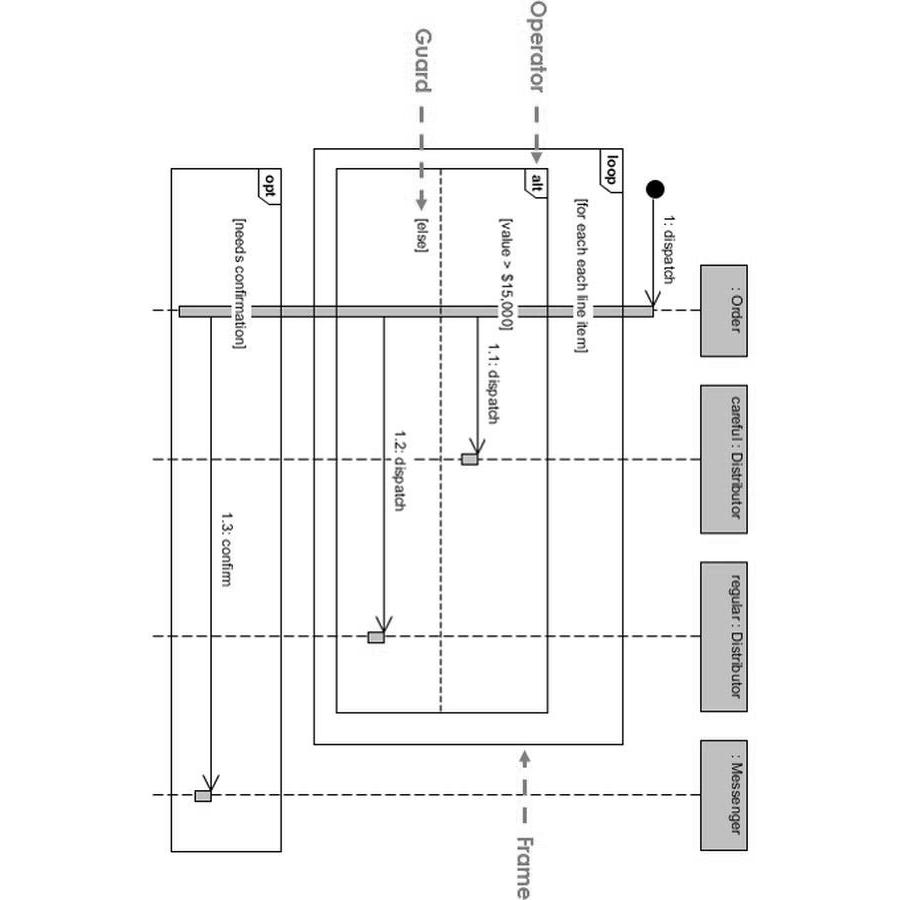 : Order
careful : Distributor
regular : Distributor
: Messenger
1: dispatch
loop
[for each each line item]
Operator
alt
[value > $15,000]
Frame
1.1: dispatch
Guard
[else]
1.2: dispatch
opt
[needs confirmation]
1.3: confirm